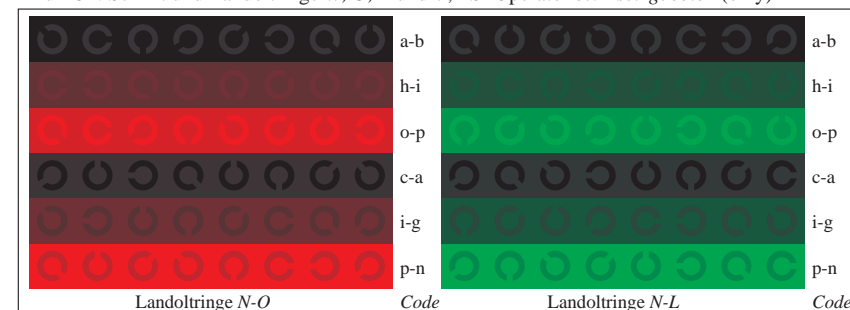 a-b a-b
h-i h-i
o-p o-p
c-a c-a
i-g i-g
p-n p-n
Landoltringe N-O Code Landoltringe N-L Code